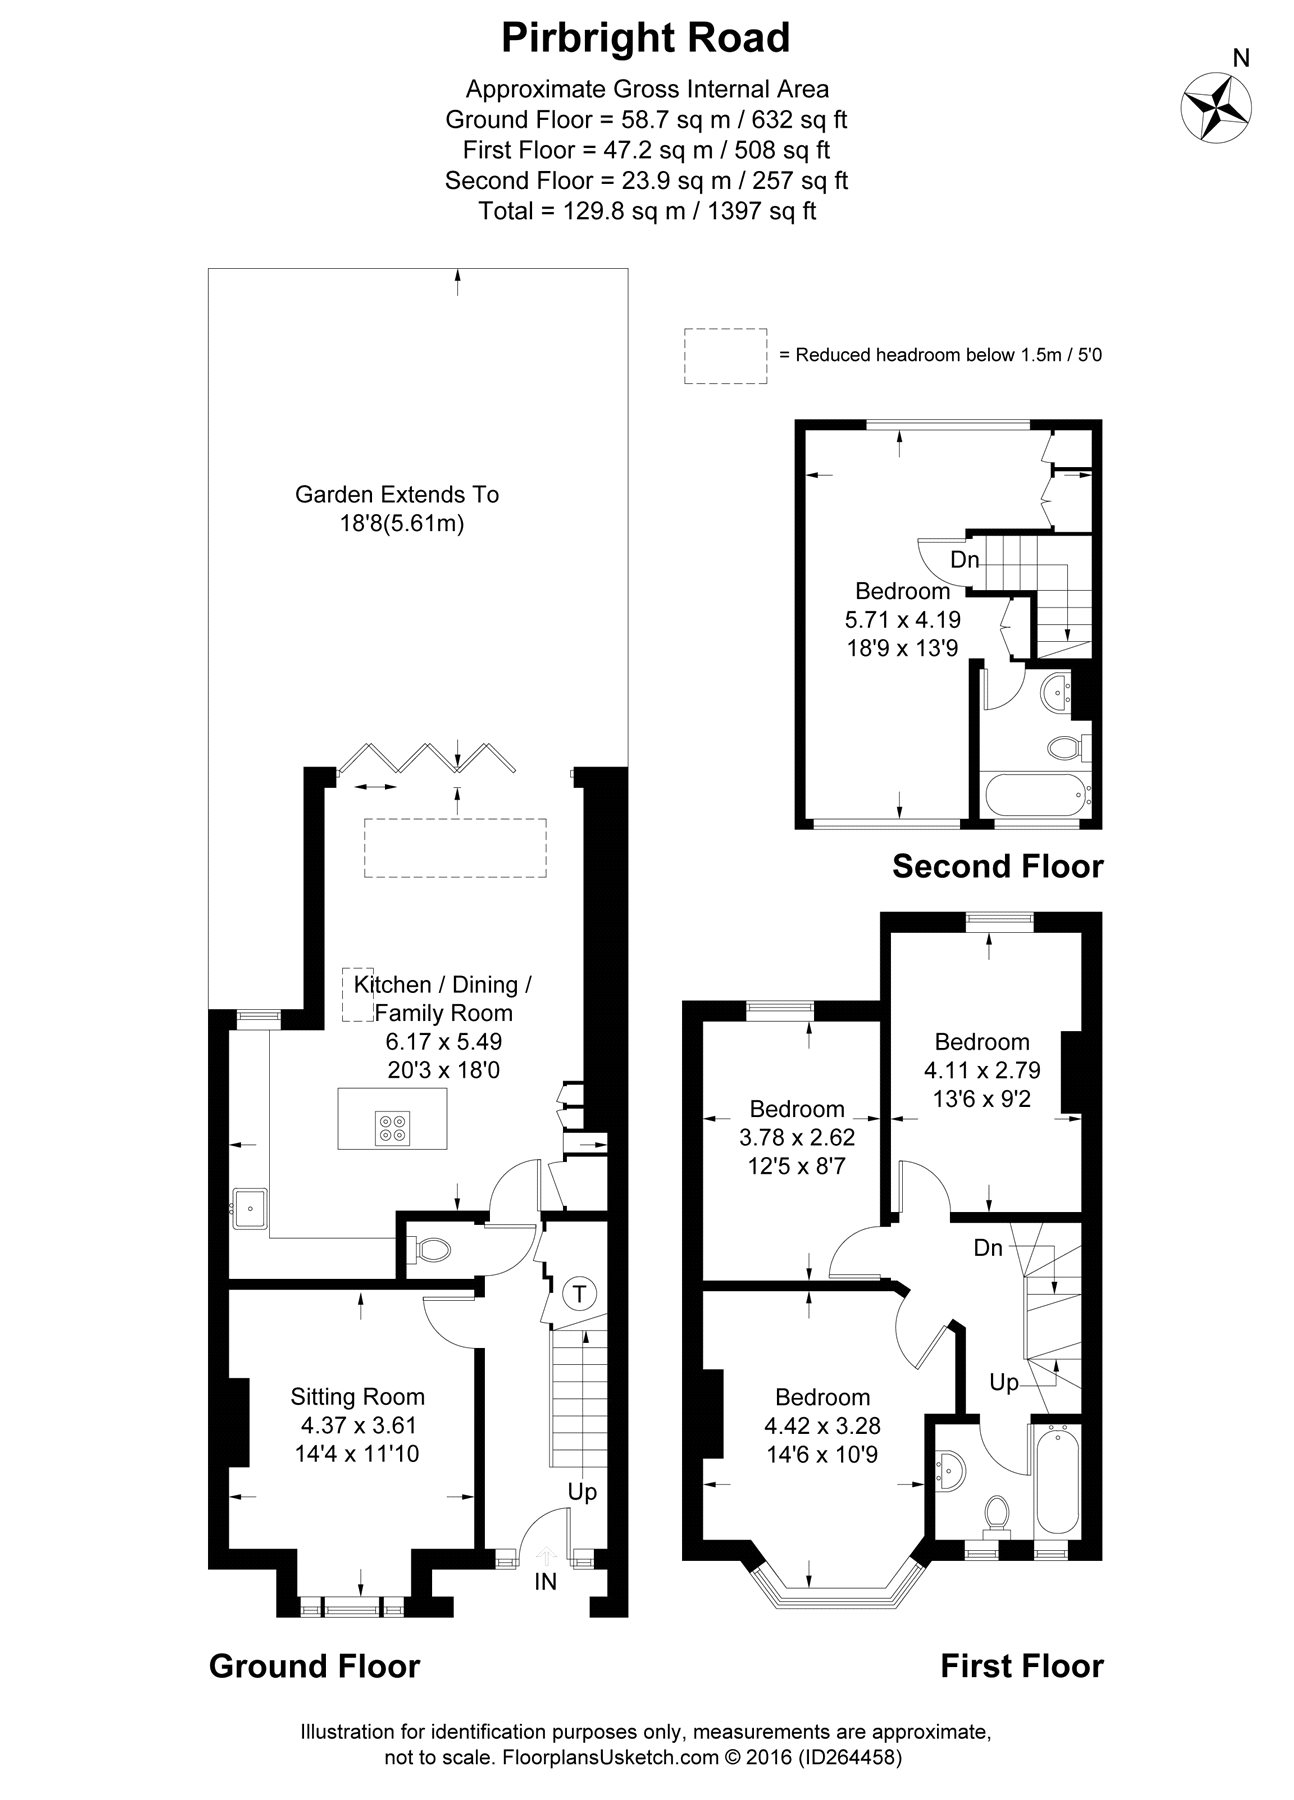 Pirbright Road
Approximate Gross Internal Area
Ground Floor = 58.7 sq m / 632 sq ft
First Floor = 47.2 sq m / 508 sq ft
Second Floor = 23.9 sq m / 257 sq ft
Total = 129.8 sq m / 1397 sq ft
N
= Reduced headroom below 1.5m / 5'0
Garden Extends To
18'8(5.61m)
Dn
Bedroom
5.71 x 4.19
18'9 x 13'9
Second Floor
Kitchen / Dining /
Family Room
6.17 x 5.49
20'3 x 18'0
T
Sitting Room
4.37 x 3.61
14'4 x 11'10
Up
IN
Ground Floor
Bedroom
4.11 x 2.79
13'6 x 9'2
Bedroom
3.78 x 2.62
12'5 x 8'7
Dn
Up
Bedroom
4.42 x 3.28
14'6 x 10'9
First Floor
Illustration for identification purposes only, measurements are approximate,
not to scale. FloorplansUsketch.com © 2016 (ID264458)